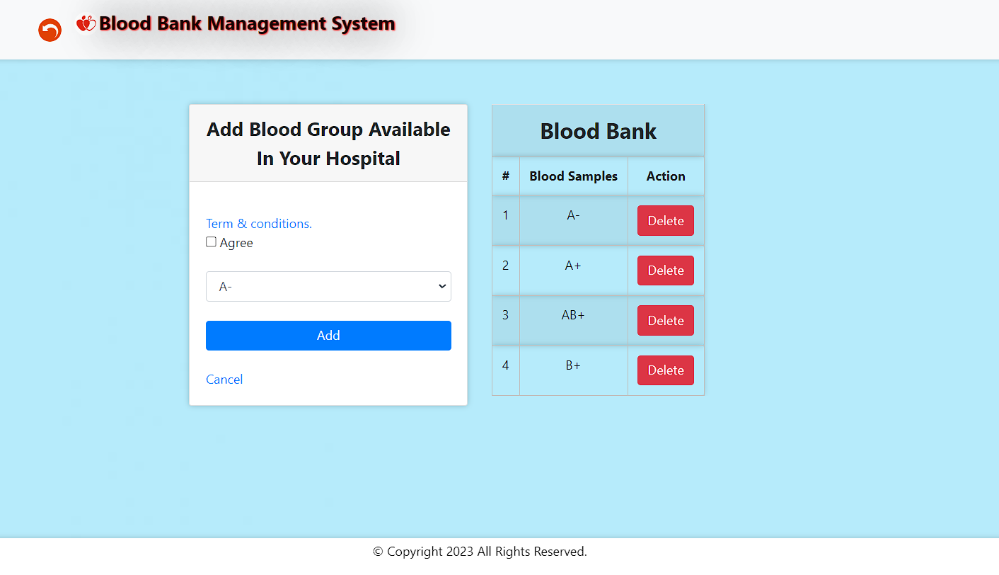 Blood Bank Management System
Add Blood Group Available
In Your Hospital
Term & conditions.
Agree
A-
Add
Cancel
Blood Bank
# Blood Samples Action
1 A- Delete
2 A+ Delete
3 AB+ Delete
4 B+ Delete
© Copyright 2023 All Rights Reserved.